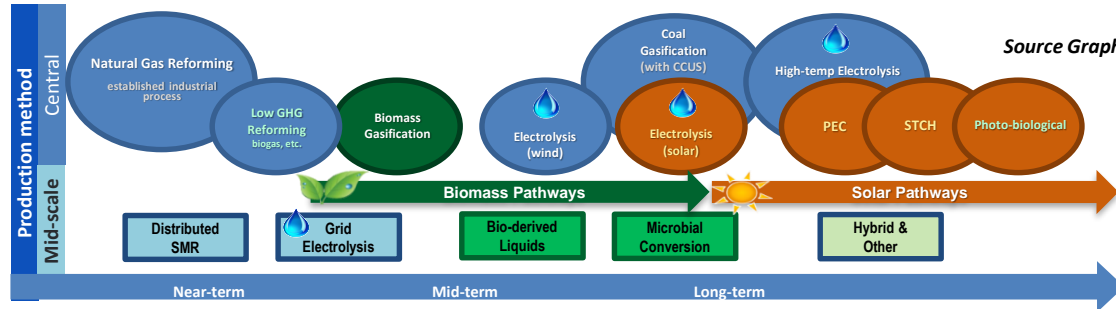 Production method
Central
Mid-scale
Natural Gas Reforming
established industrial
process
Low GHG
Reforming
biogas, etc.
Biomass
Gasification
Electrolysis
(wind)
Coal
Gasification
(with CCUS)
Electrolysis
(solar)
High-temp Electrolysis
PEC
STCH
Photo-biological
Source Graph
Biomass Pathways
Solar Pathways
Distributed
SMR
Grid
Electrolysis
Bio-derived
Liquids
Microbial
Conversion
Hybrid &
Other
Near-term
Mid-term
Long-term